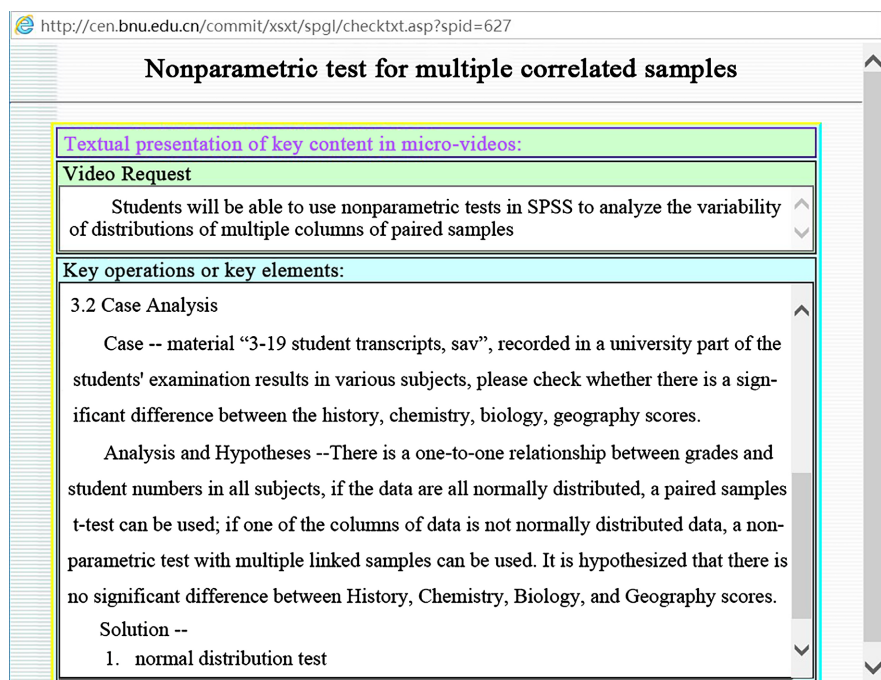 http://cen.bnu.edu.cn/commit/xsxt/spgl/checktxt.asp?spid=627
Nonparametric test for multiple correlated samples
Textual presentation of key content in micro-videos:
Video Request
Students will be able to use nonparametric tests in SPSS to analyze the variability
of distributions of multiple columns of paired samples
Key operations or key elements:
3.2 Case Analysis
Case -- material “3-19 student transcripts, sav”, recorded in a university part of the
students' examination results in various subjects, please check whether there is a sign-
ificant difference between the history, chemistry, biology, geography scores.
Analysis and Hypotheses --There is a one-to-one relationship between grades and
student numbers in all subjects, if the data are all normally distributed, a paired samples
t-test can be used; if one of the columns of data is not normally distributed data, a non-
parametric test with multiple linked samples can be used. It is hypothesized that there is
no significant difference between History, Chemistry, Biology, and Geography scores.
Solution --
1. normal distribution test